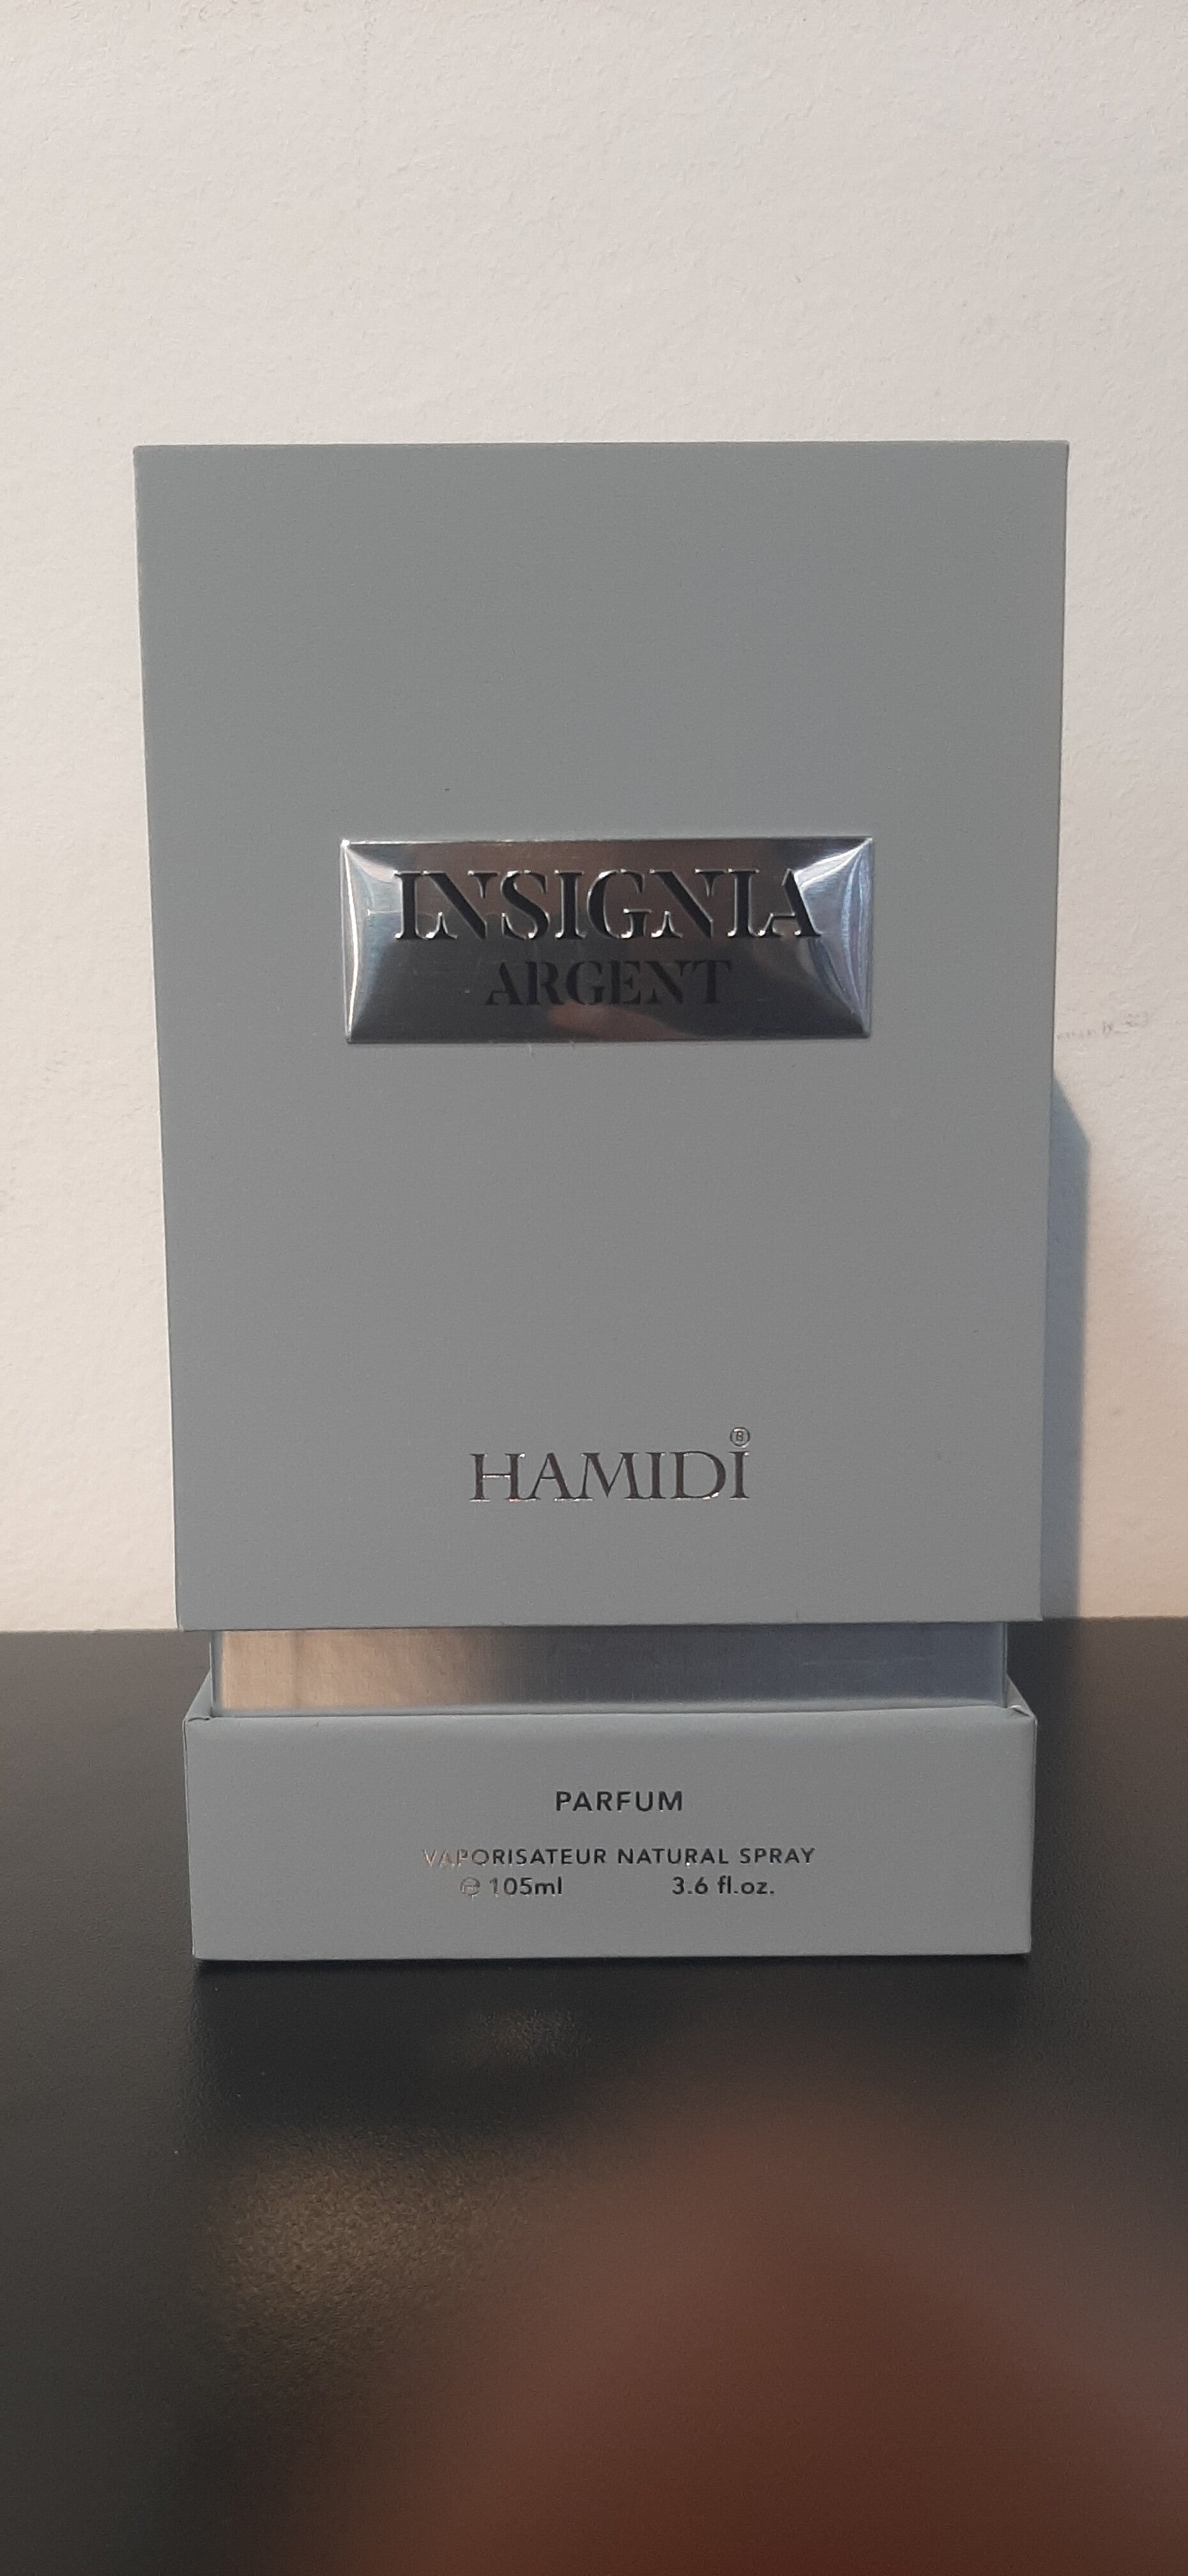 INSIGNIA
ARGENT
HAMIDI®
PARFUM
VAPORISATEUR NATURAL SPRAY
℮ 105ml 3.6 fl.oz.